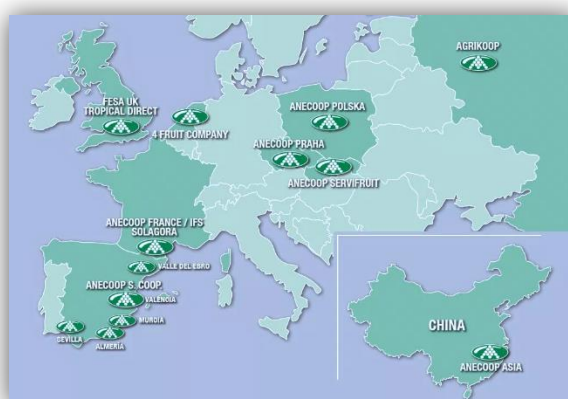 AGRIKOOP
FESA UK
TROPICAL DIRECT
4 FRUIT COMPANY
ANECOOP POLSKA
ANECOOP PRAHA
ANECOOP SERVIFRUIT
ANECOOP FRANCE / IFS
SOLAGORA
VALLE DEL EBRO
ANECOOP S. COOP.
VALENCIA
MURCIA
SEVILLA
ALMERÍA
CHINA
ANECOOP ASIA